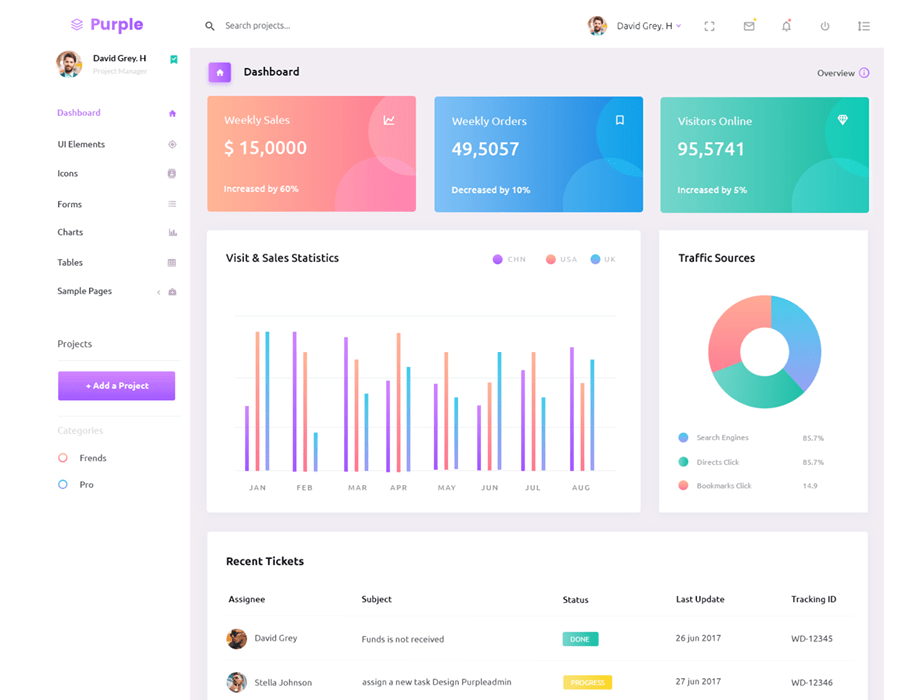 Purple
Search projects...
David Grey. H
David Grey. H
Project Manager
Dashboard
UI Elements
Icons
Forms
Charts
Tables
Sample Pages
Projects
+ Add a Project
Categories
Frends
Pro
Dashboard
Overview
Weekly Sales
$ 15,0000
Increased by 60%
Weekly Orders
49,5057
Decreased by 10%
Visitors Online
95,5741
Increased by 5%
Visit & Sales Statistics
CHN USA UK
JAN FEB MAR APR MAY JUN JUL AUG
Traffic Sources
Search Engines 85.7%
Directs Click 85.7%
Bookmarks Click 14.9
Recent Tickets
Assignee Subject Status Last Update Tracking ID
David Grey Funds is not received DONE 26 jun 2017 WD-12345
Stella Johnson assign a new task Design Purpleadmin PROGRESS 27 jun 2017 WD-12346